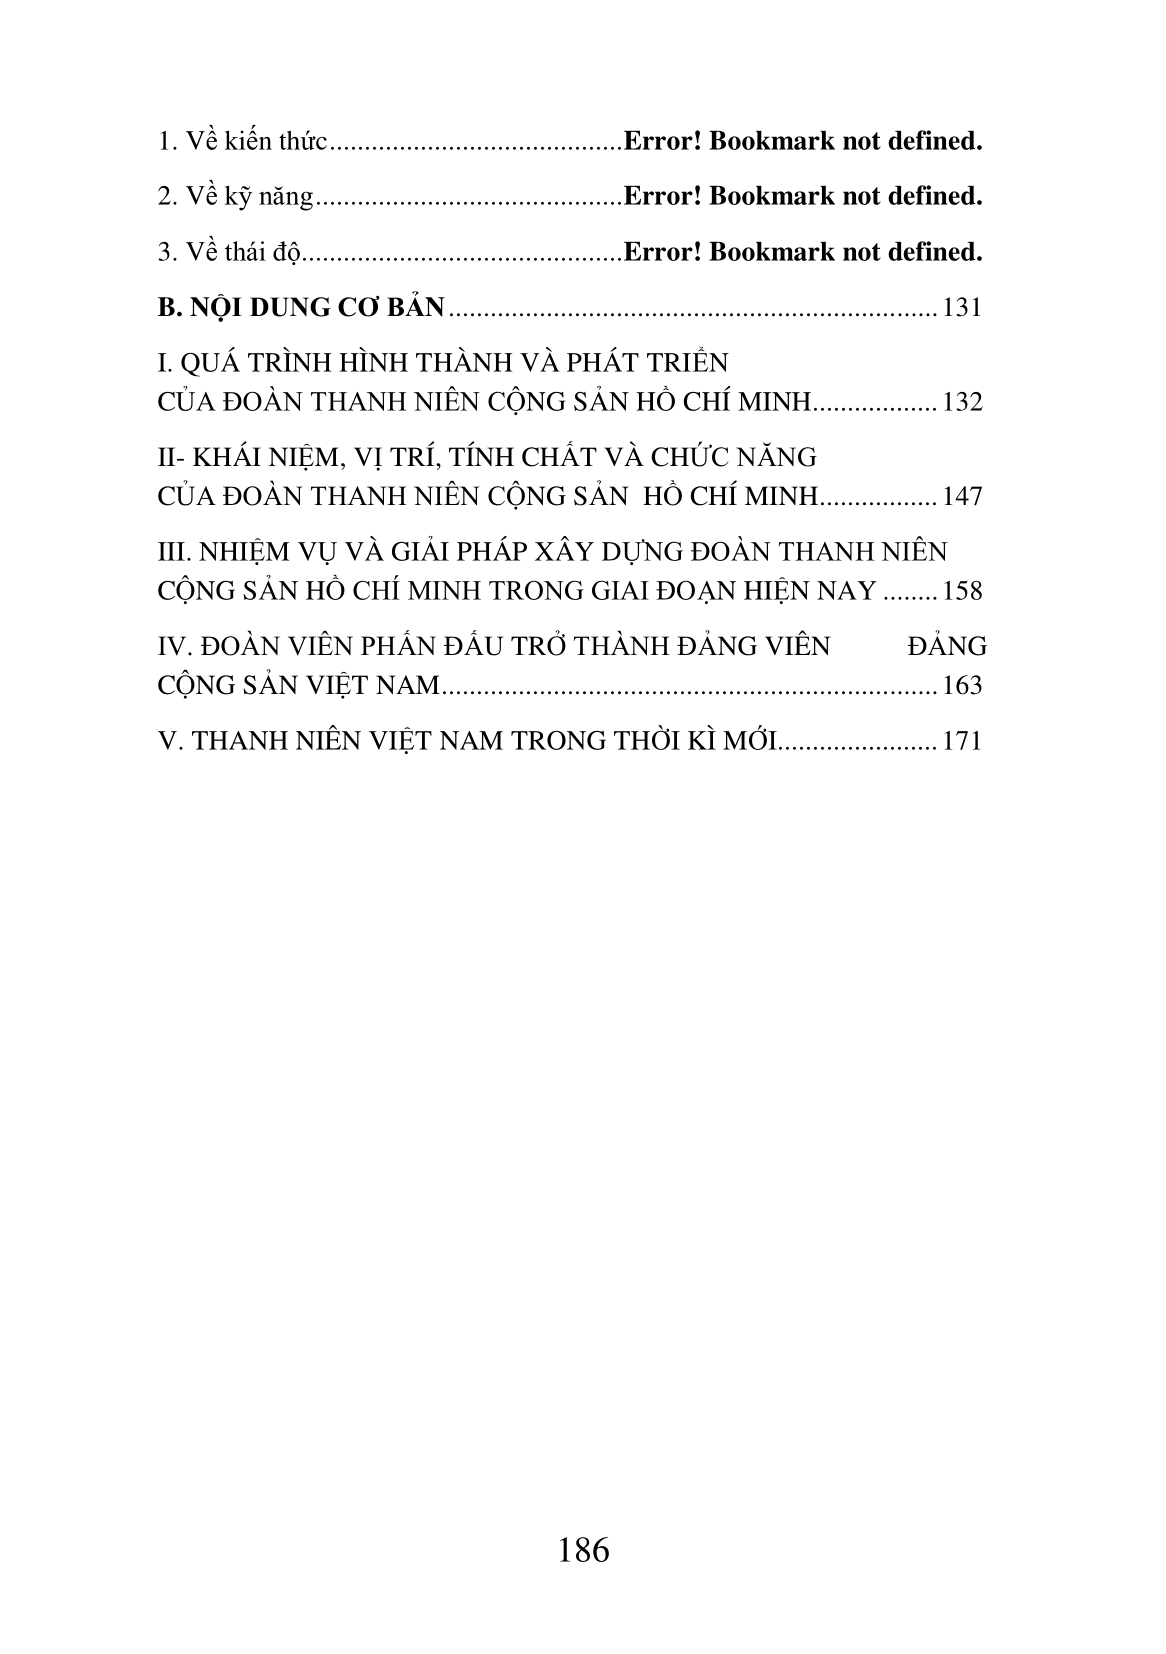 1. Về kiến thức..........................................Error! Bookmark not defined.
2. Về kỹ năng............................................Error! Bookmark not defined.
3. Về thái độ..............................................Error! Bookmark not defined.
B. NỘI DUNG CƠ BẢN ...................................................................... 131
I. QUÁ TRÌNH HÌNH THÀNH VÀ PHÁT TRIỂN
CỦA ĐOÀN THANH NIÊN CỘNG SẢN HỒ CHÍ MINH.................. 132
II- KHÁI NIỆM, VỊ TRÍ, TÍNH CHẤT VÀ CHỨC NĂNG
CỦA ĐOÀN THANH NIÊN CỘNG SẢN HỒ CHÍ MINH................. 147
III. NHIỆM VỤ VÀ GIẢI PHÁP XÂY DỰNG ĐOÀN THANH NIÊN
CỘNG SẢN HỒ CHÍ MINH TRONG GIAI ĐOẠN HIỆN NAY ........ 158
IV. ĐOÀN VIÊN PHẤN ĐẤU TRỞ THÀNH ĐẢNG VIÊN ĐẢNG
CỘNG SẢN VIỆT NAM....................................................................... 163
V. THANH NIÊN VIỆT NAM TRONG THỜI KÌ MỚI....................... 171
186